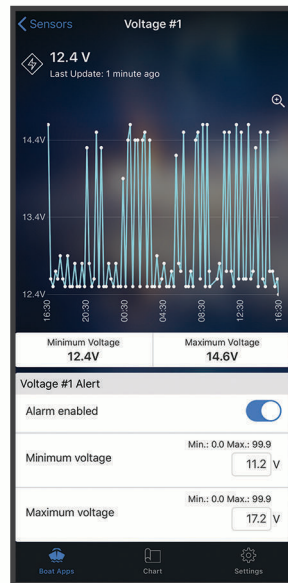 Sensors
Voltage #1
12.4 V
Last Update: 1 minute ago
14.4V
13.4V
12.4V
16:30
20:30
00:30
04:30
08:30
12:30
16:30
Minimum Voltage
Maximum Voltage
12.4V
14.6V
Voltage #1 Alert
Alarm enabled
Min.: 0.0 Max.: 99.9
Minimum voltage
11.2 V
Min.: 0.0 Max.: 99.9
Maximum voltage
17.2 V
Boat Apps
Chart
Settings